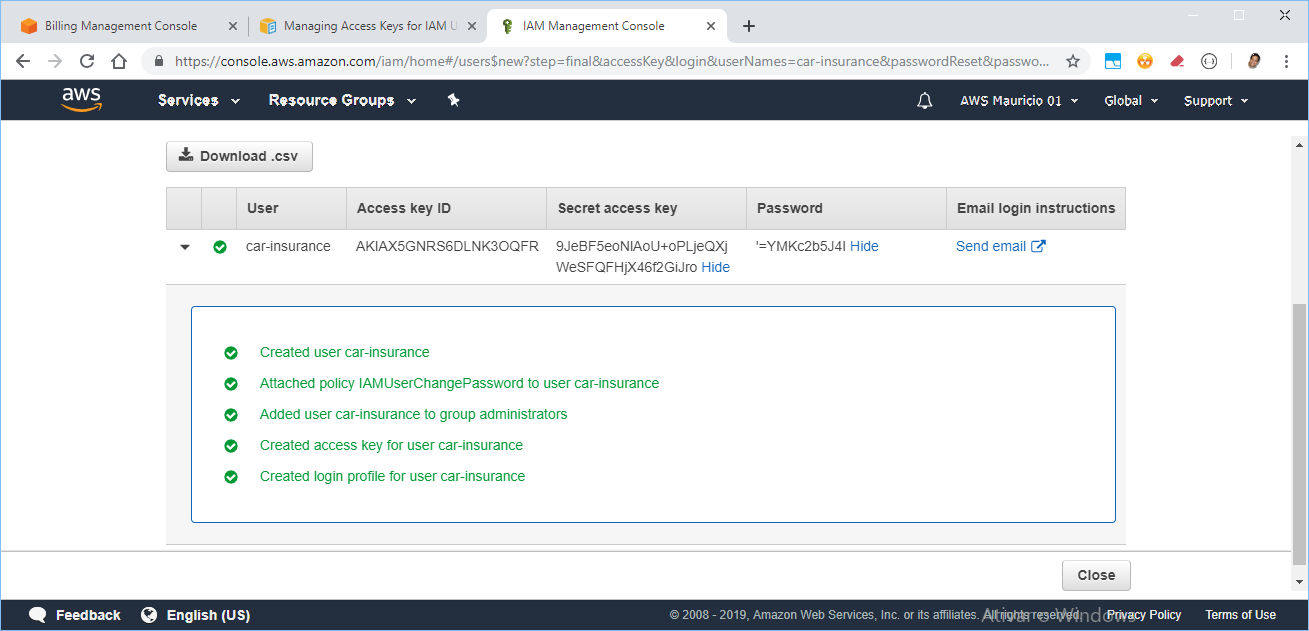 Billing Management Console
Managing Access Keys for IAM U
IAM Management Console
https://console.aws.amazon.com/iam/home#/users$new?step=final&accessKey&login&userNames=car-insurance&passwordReset&passwo...
aws
Services
Resource Groups
AWS Mauricio 01
Global
Support
Download .csv
User Access key ID Secret access key Password Email login instructions
car-insurance AKIAX5GNRS6DLNK3OQFR Hide Send email
WeSFQFHjX46f2GiJro Hide
Created user car-insurance
Attached policy IAMUserChangePassword to user car-insurance
Added user car-insurance to group administrators
Created access key for user car-insurance
Created login profile for user car-insurance
Close
Feedback English (US) © 2008 - 2019, Amazon Web Services, Inc. or its affiliates. All rights reserved. Privacy Policy Terms of Use
Ativar o Windows